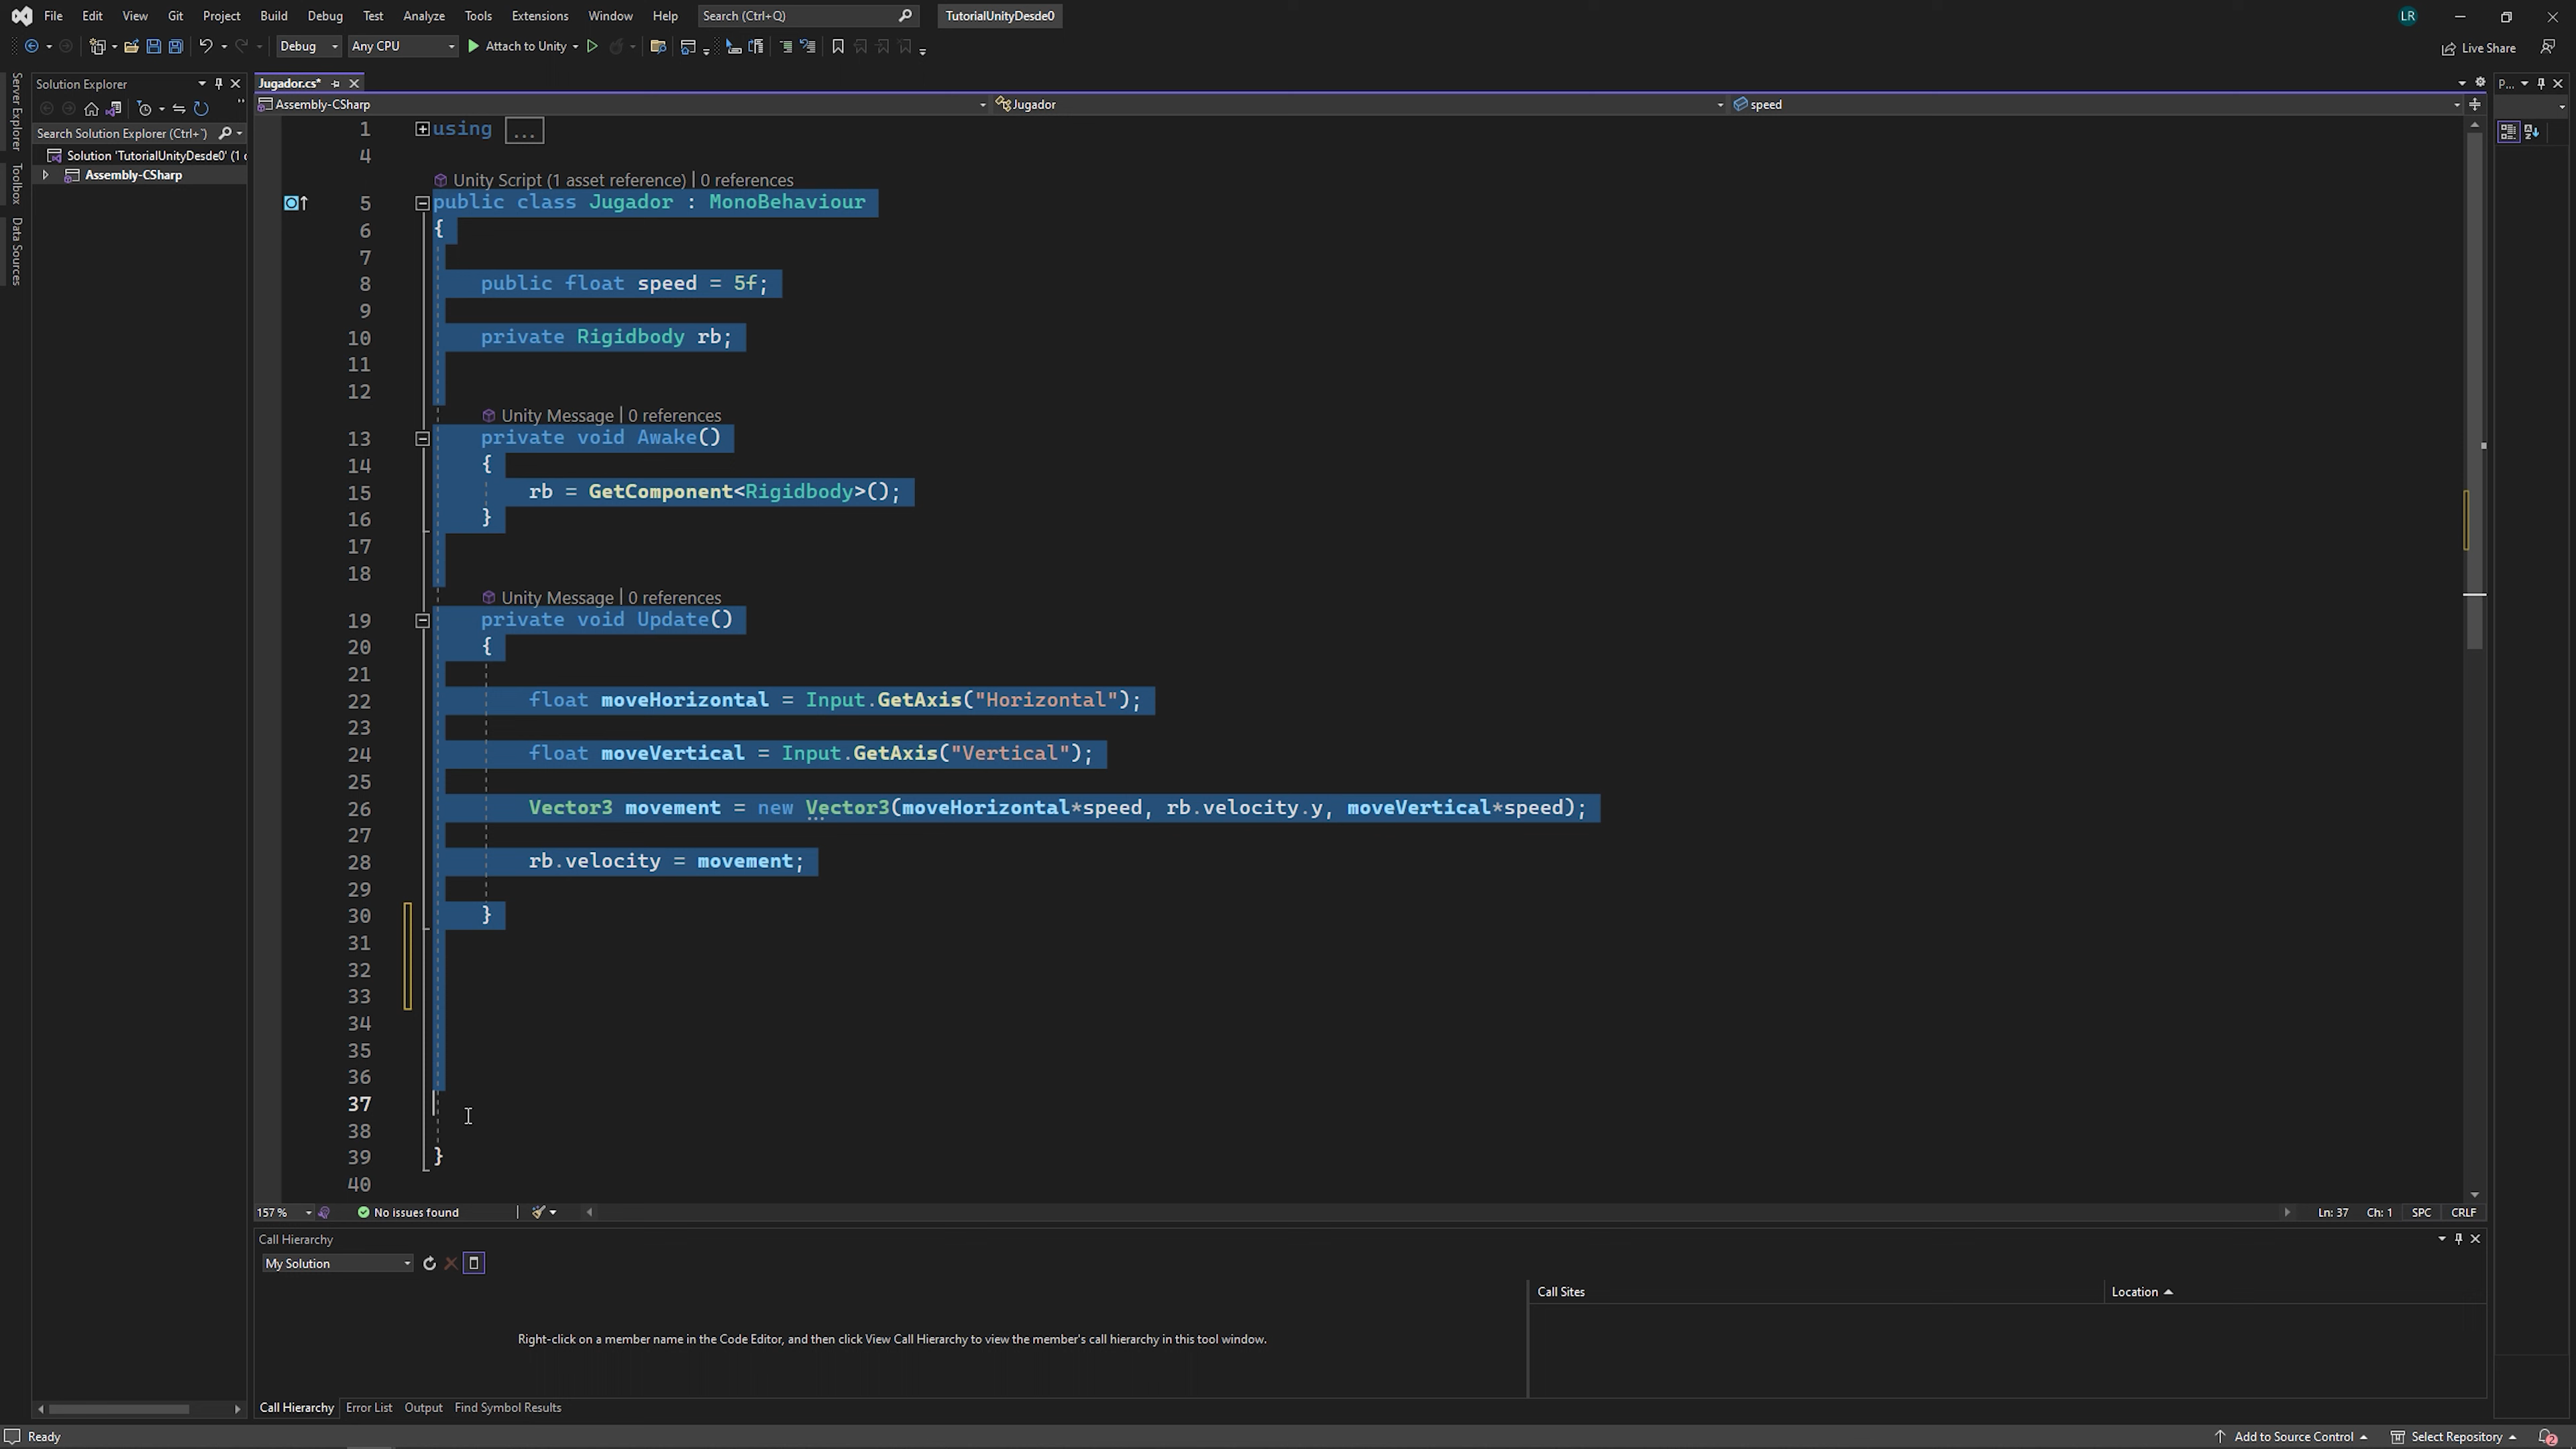 File Edit View Git Project Build Debug Test Analyze Tools Extensions Window Help Search (Ctrl+Q) TutorialUnityDesde0 LR
Debug Any CPU Attach to Unity Live Share
Server Explorer
Toolbox
Data Sources
Solution Explorer
Search Solution Explorer (Ctrl+¨)
Solution 'TutorialUnityDesde0' (1
Assembly-CSharp
Jugador.cs*
Assembly-CSharp Jugador speed
P...
1 using ...
4
Unity Script (1 asset reference) | 0 references
5 public class Jugador : MonoBehaviour
6 {
7
8 public float speed = 5f;
9
10 private Rigidbody rb;
11
12
Unity Message | 0 references
13 private void Awake()
14 {
15 rb = GetComponent<Rigidbody>();
16 }
17
18
Unity Message | 0 references
19 private void Update()
20 {
21
22 float moveHorizontal = Input.GetAxis("Horizontal");
23
24 float moveVertical = Input.GetAxis("Vertical");
25
26 Vector3 movement = new Vector3(moveHorizontal*speed, rb.velocity.y, moveVertical*speed);
27
28 rb.velocity = movement;
29
30 }
31
32
33
34
35
36
37
38
39 }
40
157 % No issues found Ln: 37 Ch: 1 SPC CRLF
Call Hierarchy
My Solution
Call Sites Location
Right-click on a member name in the Code Editor, and then click View Call Hierarchy to view the member's call hierarchy in this tool window.
Call Hierarchy Error List Output Find Symbol Results
Ready Add to Source Control Select Repository 2